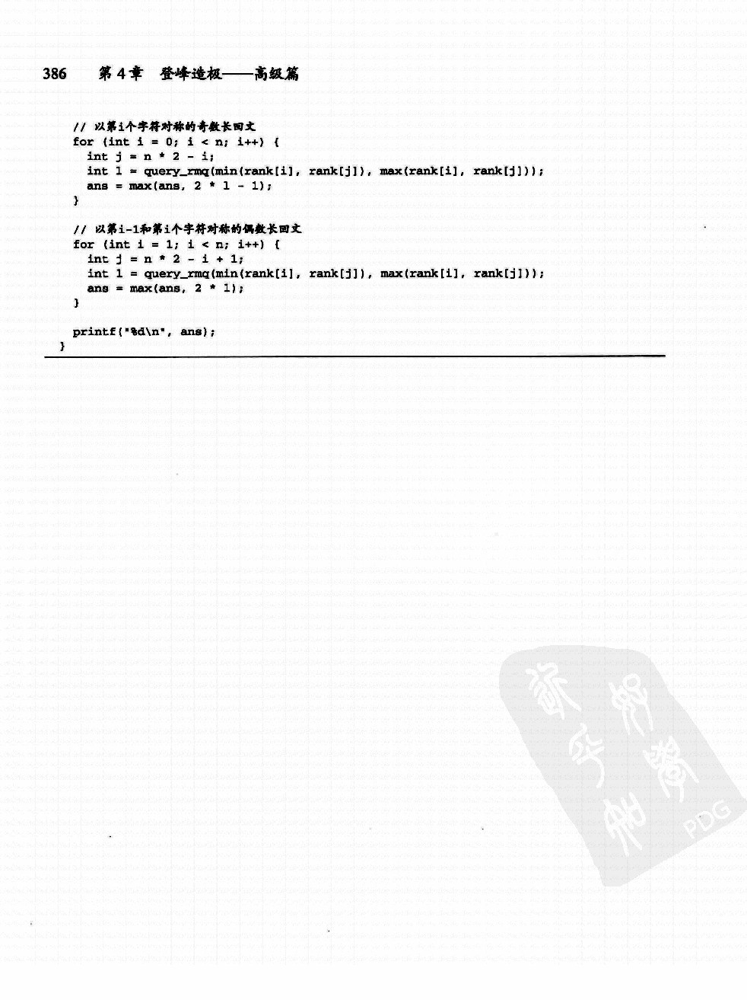 386 第 4 章 登峰造极——高级篇
// 以第i个字符对称的奇数长回文
for (int i = 0; i < n; i++) {
int j = n * 2 - i;
int l = query_rmq(min(rank[i], rank[j]), max(rank[i], rank[j]));
ans = max(ans, 2 * l - 1);
}
// 以第i-1和第i个字符对称的偶数长回文
for (int i = 1; i < n; i++) {
int j = n * 2 - i + 1;
int l = query_rmq(min(rank[i], rank[j]), max(rank[i], rank[j]));
ans = max(ans, 2 * l);
}
printf("%d\n", ans);
}
PDG